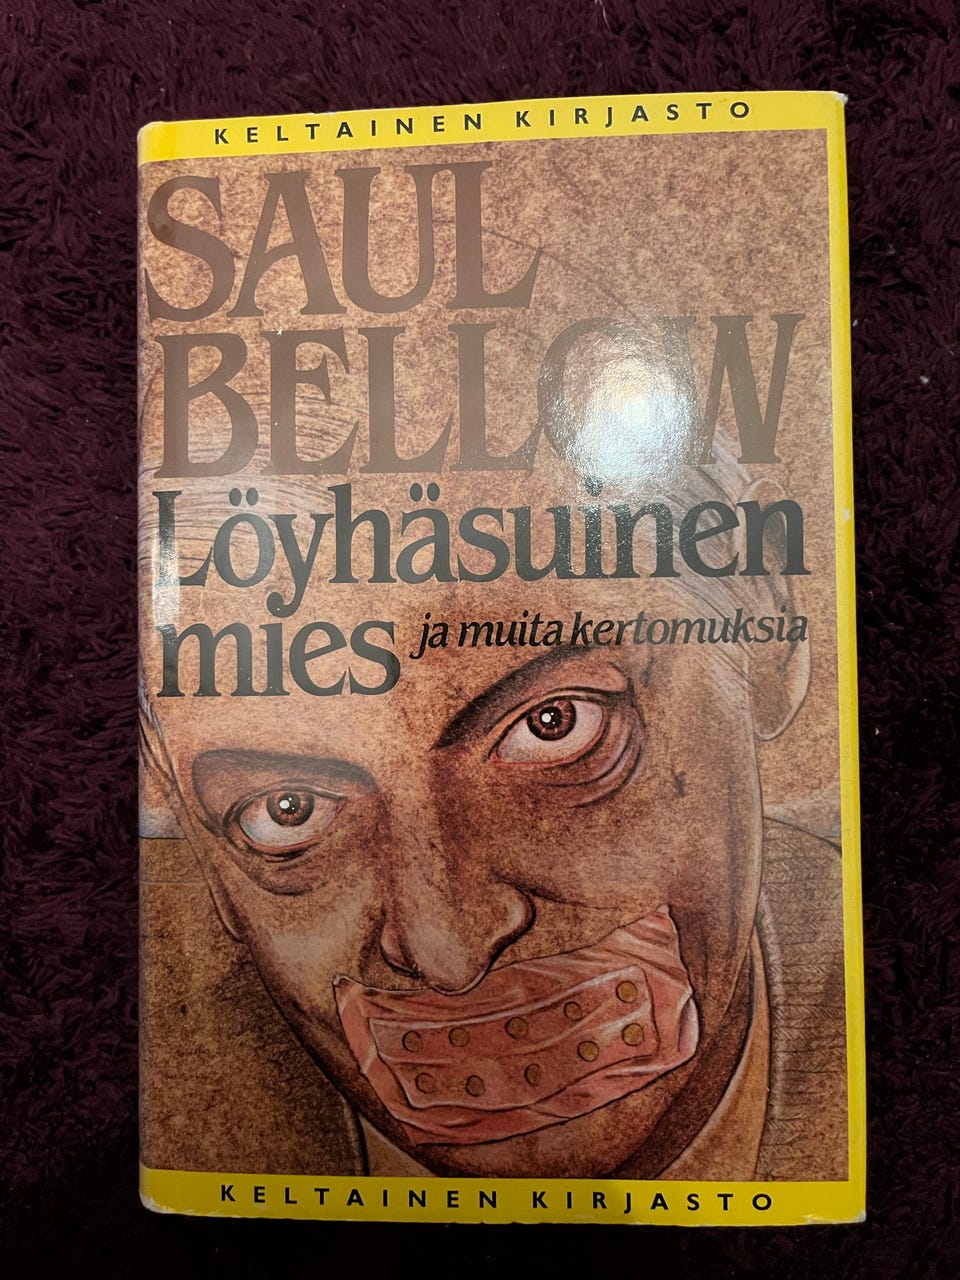 KELTAINEN KIRJASTO
SAUL
BELLOW
Löyhäsuinen
mies ja muita kertomuksia
KELTAINEN KIRJASTO